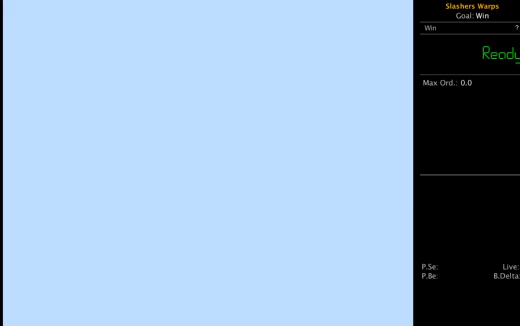 Slashers Warps
Goal: Win
Win ?
Ready
Max Ord.: 0.0
P.Se: Live:
P.Be: B.Delta: